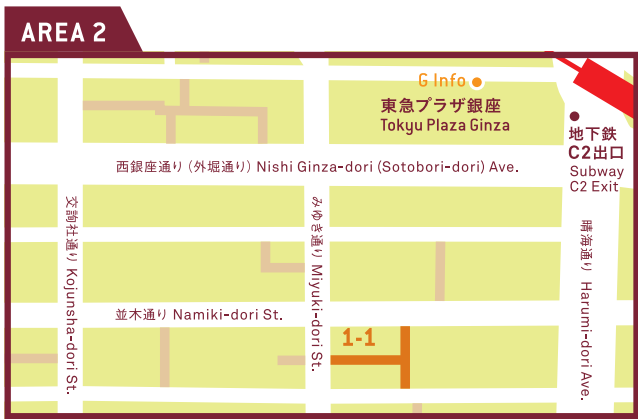 AREA 2
G Info
東急プラザ銀座
Tokyu Plaza Ginza
地下鉄
C2出口
Subway
C2 Exit
西銀座通り(外堀通り) Nishi Ginza-dori (Sotobori-dori) Ave.
交詢社通り Kojunsha-dori St.
みゆき通り Miyuki-dori St.
晴海通り Harumi-dori Ave.
並木通り Namiki-dori St.
1-1